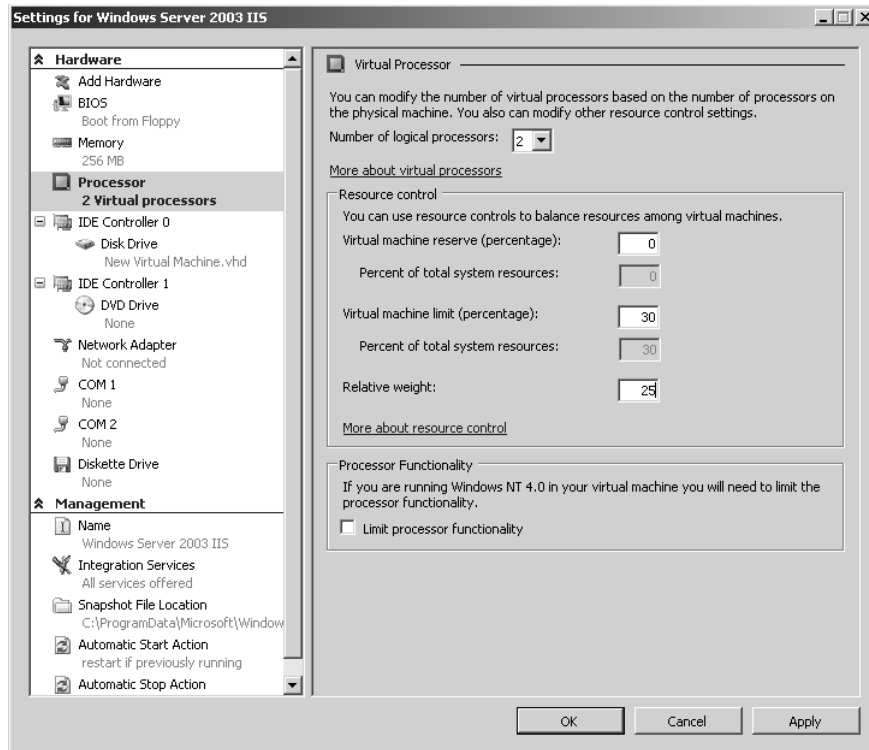 Settings for Windows Server 2003 IIS
Hardware
Add Hardware
BIOS
Boot from Floppy
Memory
256 MB
Processor
2 Virtual processors
IDE Controller 0
Disk Drive
New Virtual Machine.vhd
IDE Controller 1
DVD Drive
None
Network Adapter
Not connected
COM 1
None
COM 2
None
Diskette Drive
None
Management
Name
Windows Server 2003 IIS
Integration Services
All services offered
Snapshot File Location
C:\ProgramData\Microsoft\Window
Automatic Start Action
restart if previously running
Automatic Stop Action
Virtual Processor
You can modify the number of virtual processors based on the number of processors on
the physical machine. You also can modify other resource control settings.
Number of logical processors: 2
More about virtual processors
Resource control
You can use resource controls to balance resources among virtual machines.
Virtual machine reserve (percentage): 0
Percent of total system resources: 0
Virtual machine limit (percentage): 30
Percent of total system resources: 30
Relative weight: 25
More about resource control
Processor Functionality
If you are running Windows NT 4.0 in your virtual machine you will need to limit the
processor functionality.
Limit processor functionality
OK Cancel Apply